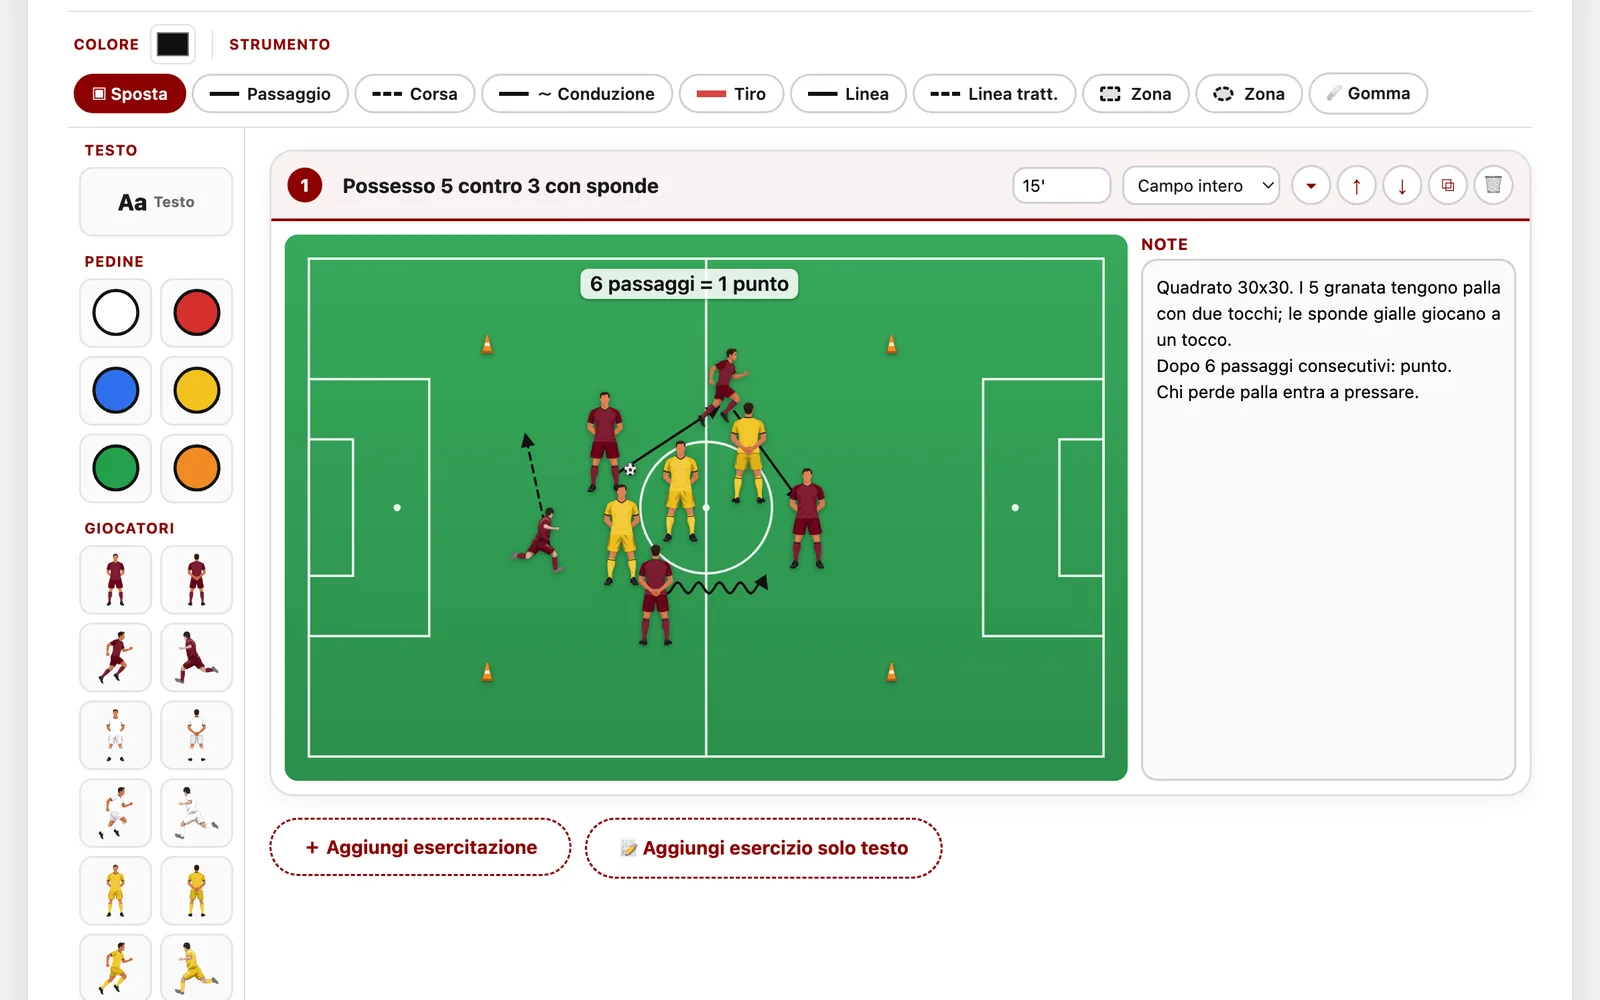 COLORE
STRUMENTO
Sposta
Passaggio
Corsa
~ Conduzione
Tiro
Linea
Linea tratt.
Zona
Zona
Gomma
TESTO
Aa Testo
PEDINE
GIOCATORI
1
Possesso 5 contro 3 con sponde
15'
Campo intero
6 passaggi = 1 punto
NOTE
Quadrato 30x30. I 5 granata tengono palla
con due tocchi; le sponde gialle giocano a
un tocco.
Dopo 6 passaggi consecutivi: punto.
Chi perde palla entra a pressare.
+ Aggiungi esercitazione
Aggiungi esercizio solo testo